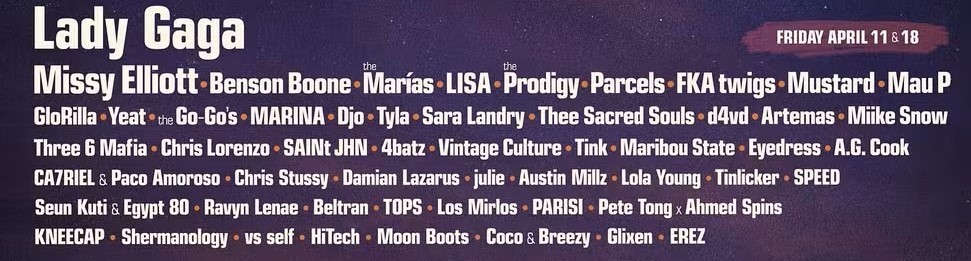 Lady Gaga
FRIDAY APRIL 11 & 18
Missy Elliott • Benson Boone • the Marías • LISA • the Prodigy • Parcels • FKA twigs • Mustard • Mau P
GloRilla • Yeat • the Go-Go's • MARINA • Djo • Tyla • Sara Landry • Thee Sacred Souls • d4vd • Artemas • Miike Snow
Three 6 Mafia • Chris Lorenzo • SAINt JHN • 4batz • Vintage Culture • Tink • Maribou State • Eyedress • A.G. Cook
CA7RIEL & Paco Amoroso • Chris Stussy • Damian Lazarus • julie • Austin Millz • Lola Young • Tinlicker • SPEED
Seun Kuti & Egypt 80 • Ravyn Lenae • Beltran • TOPS • Los Mirlos • PARISI • Pete Tong x Ahmed Spins
KNEECAP • Shermanology • vs self • HiTech • Moon Boots • Coco & Breezy • Glixen • EREZ